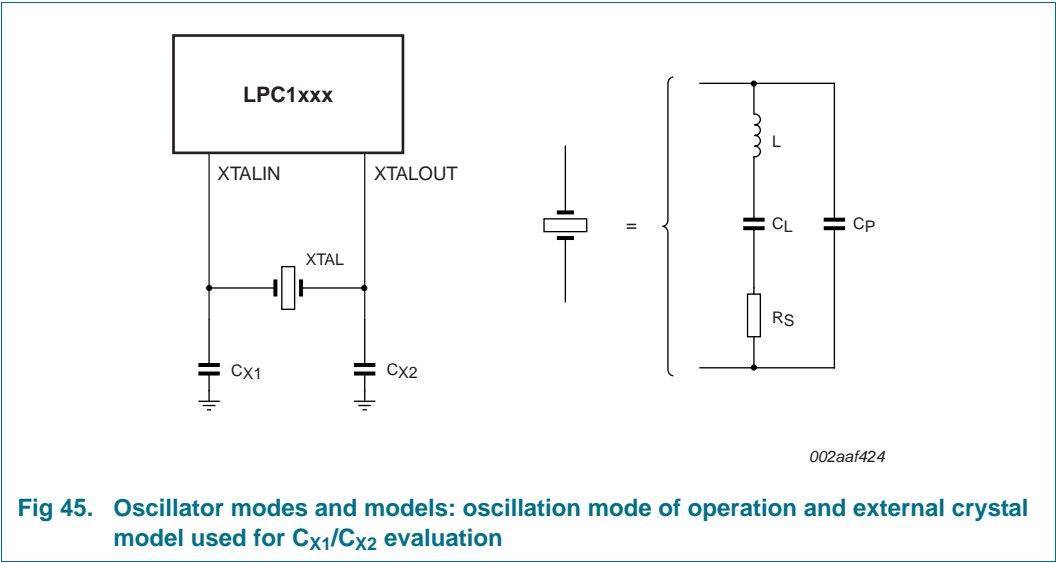 LPC1xxx
XTALIN
XTALOUT
XTAL
CX1
CX2
=
L
CL
CP
RS
002aaf424
Fig 45. Oscillator modes and models: oscillation mode of operation and external crystal
model used for CX1/CX2 evaluation